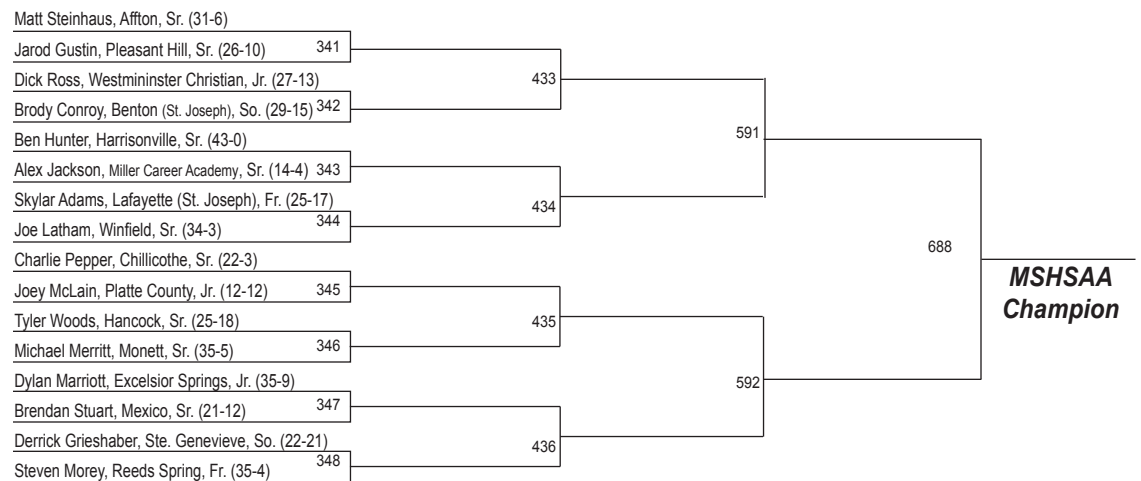 Matt Steinhaus, Affton, Sr. (31-6)
Jarod Gustin, Pleasant Hill, Sr. (26-10) 341
Dick Ross, Westmininster Christian, Jr. (27-13) 433
Brody Conroy, Benton (St. Joseph), So. (29-15) 342
Ben Hunter, Harrisonville, Sr. (43-0) 591
Alex Jackson, Miller Career Academy, Sr. (14-4) 343
Skylar Adams, Lafayette (St. Joseph), Fr. (25-17) 434
Joe Latham, Winfield, Sr. (34-3) 344
688
Charlie Pepper, Chillicothe, Sr. (22-3)
MSHSAA
Champion
Joey McLain, Platte County, Jr. (12-12) 345
Tyler Woods, Hancock, Sr. (25-18) 435
Michael Merritt, Monett, Sr. (35-5) 346
Dylan Marriott, Excelsior Springs, Jr. (35-9) 592
Brendan Stuart, Mexico, Sr. (21-12) 347
Derrick Grieshaber, Ste. Genevieve, So. (22-21) 436
Steven Morey, Reeds Spring, Fr. (35-4) 348